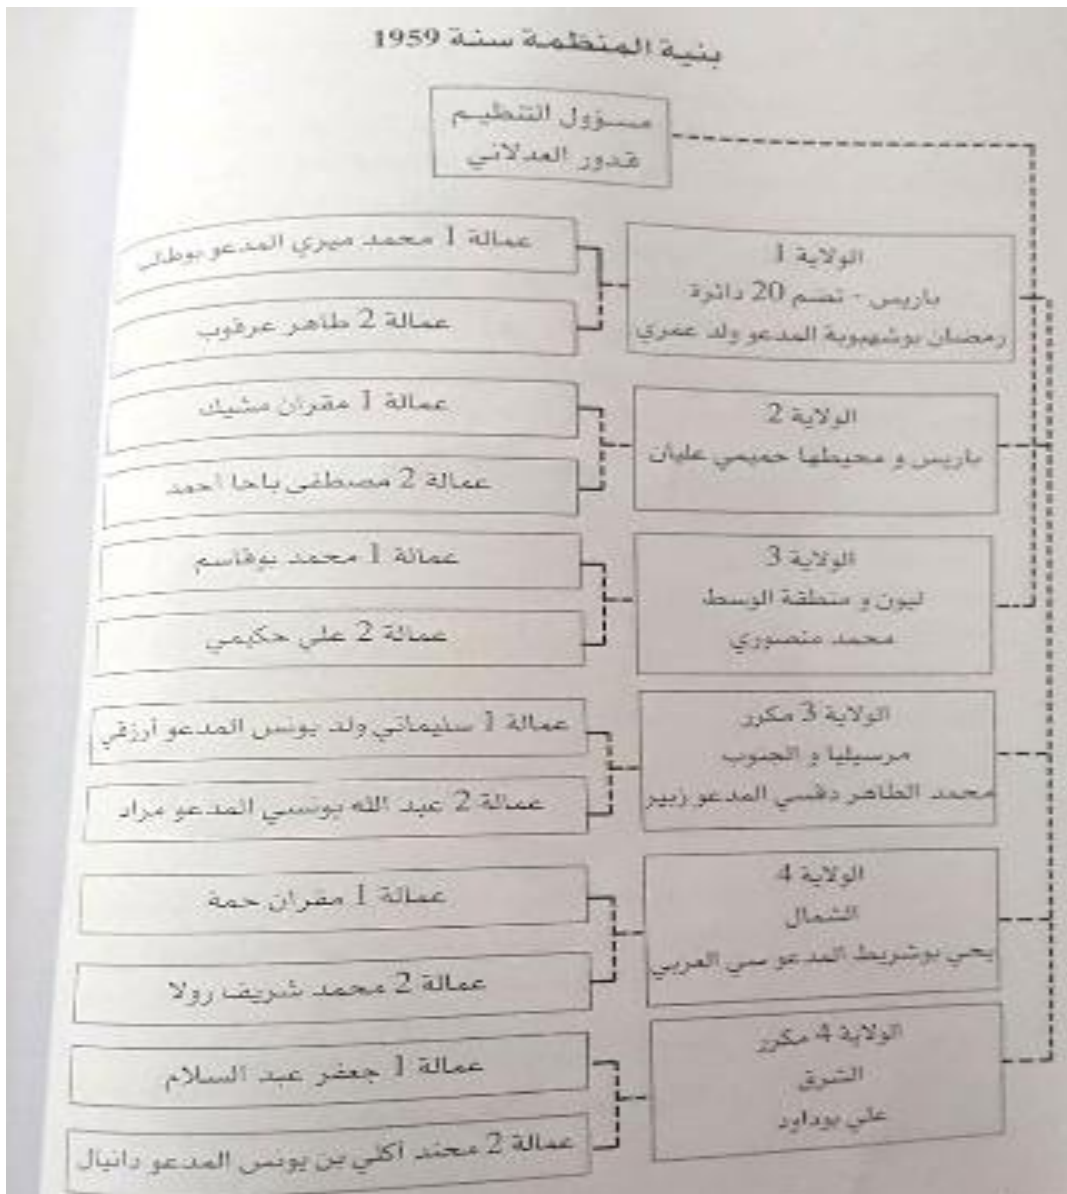 بنية المنظمة سنة 1959
مسؤول التنظيم
قدور العدلاني
الولاية 1
باريس - تضم 20 دائرة
رمضان بوشبوبة المدعو ولد عمري
عمالة 1 محمد ميري المدعو بوطالب
عمالة 2 طاهر عرقوب
الولاية 2
باريس و محيطها حميمي عليان
عمالة 1 مقران مشيك
عمالة 2 مصطفى باحا أحمد
الولاية 3
ليون و منطقة الوسط
محمد منصوري
عمالة 1 محمد بوقاسم
عمالة 2 علي حكيمي
الولاية 3 مكرر
مرسيليا و الجنوب
محمد الطاهر دقسي المدعو زبير
عمالة 1 سليماني ولد يونس المدعو أرزقي
عمالة 2 عبد الله يونسي المدعو مراد
الولاية 4
الشمال
يحي بوشريط المدعو سي العربي
عمالة 1 مقران حمة
عمالة 2 محمد شريف رولا
الولاية 4 مكرر
الشرق
علي بوداود
عمالة 1 جعفر عبد السلام
عمالة 2 محند أكلي بن يونس المدعو دانيال